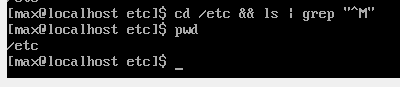 [max@localhost etc]$ cd /etc && ls | grep "^M"
[max@localhost etc]$ pwd
/etc
[max@localhost etc]$ _